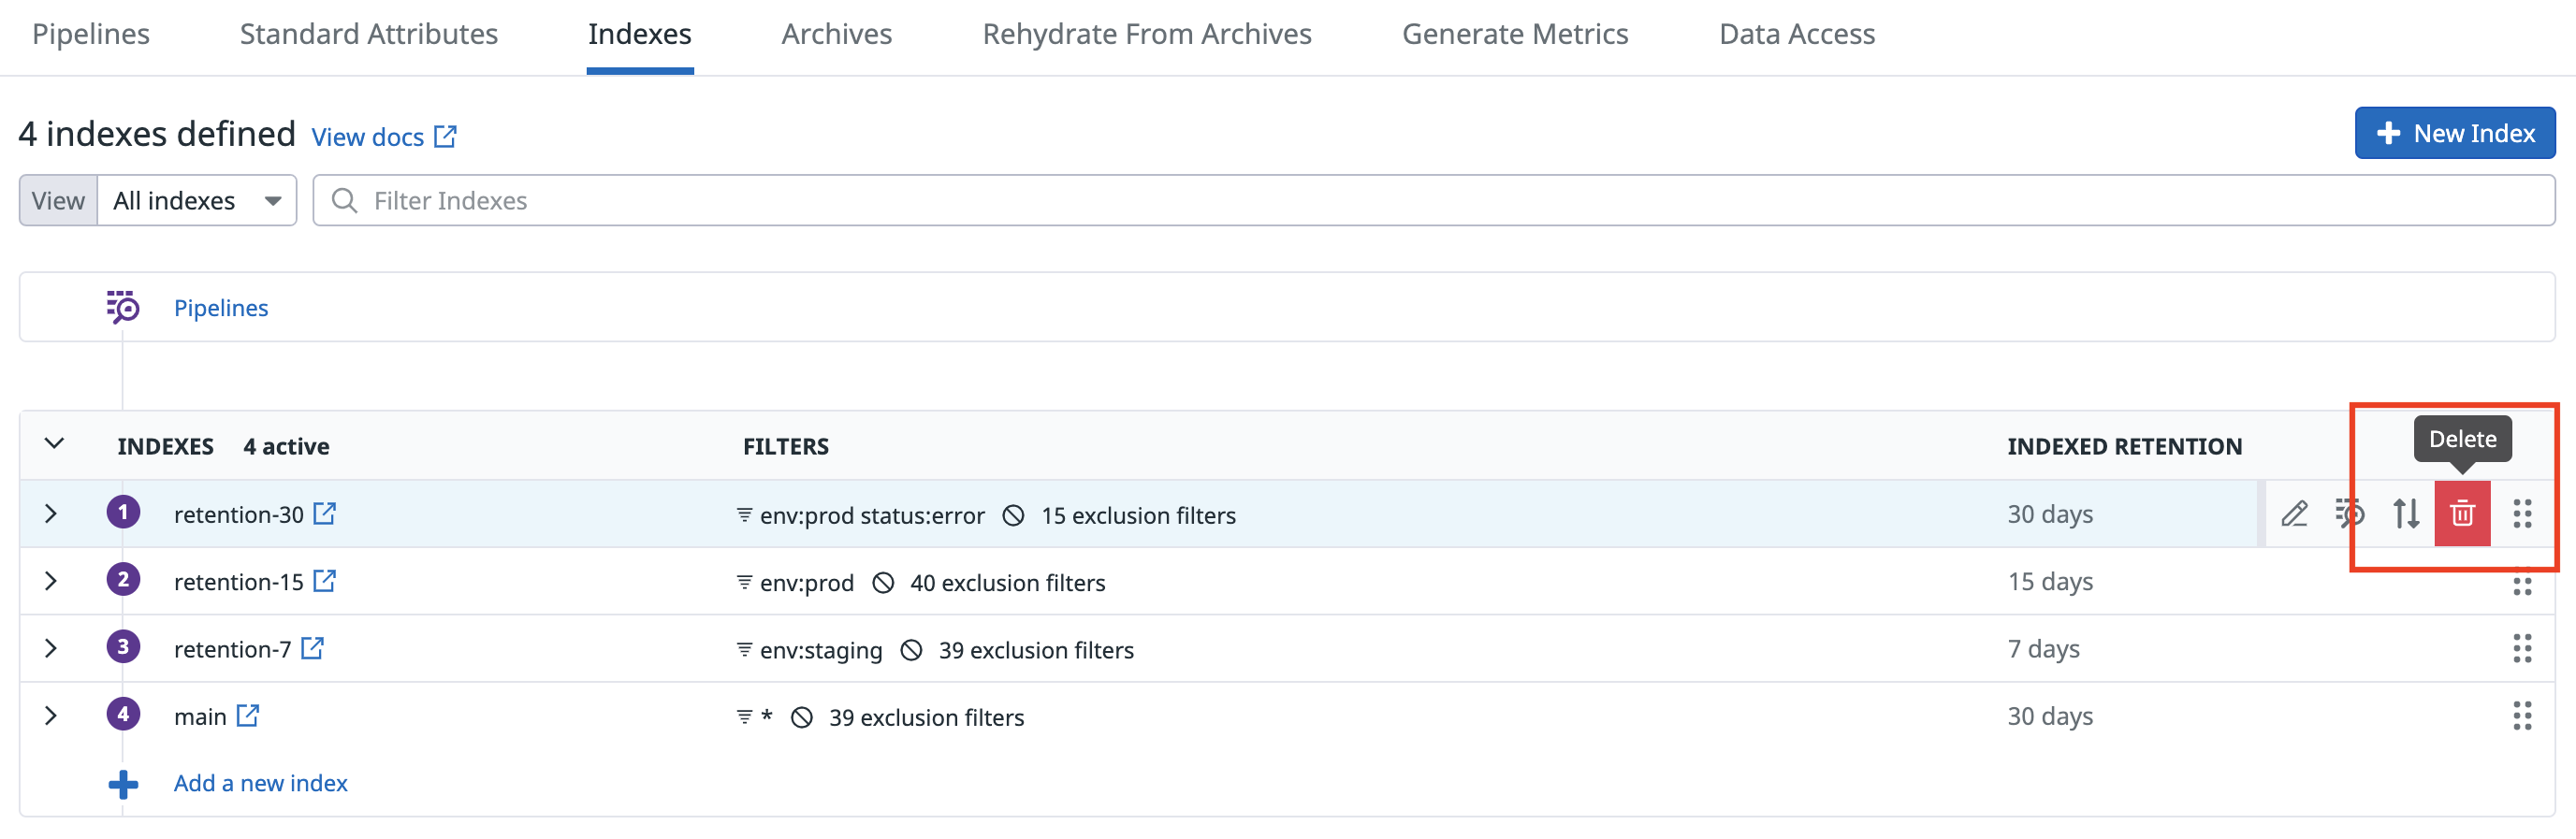 Pipelines Standard Attributes Indexes Archives Rehydrate From Archives Generate Metrics Data Access
4 indexes defined View docs New Index
View All indexes Filter Indexes
Pipelines
Delete
INDEXES 4 active FILTERS INDEXED RETENTION
1 retention-30 env:prod status:error 15 exclusion filters 30 days
2 retention-15 env:prod 40 exclusion filters 15 days
3 retention-7 env:staging 39 exclusion filters 7 days
4 main * 39 exclusion filters 30 days
Add a new index